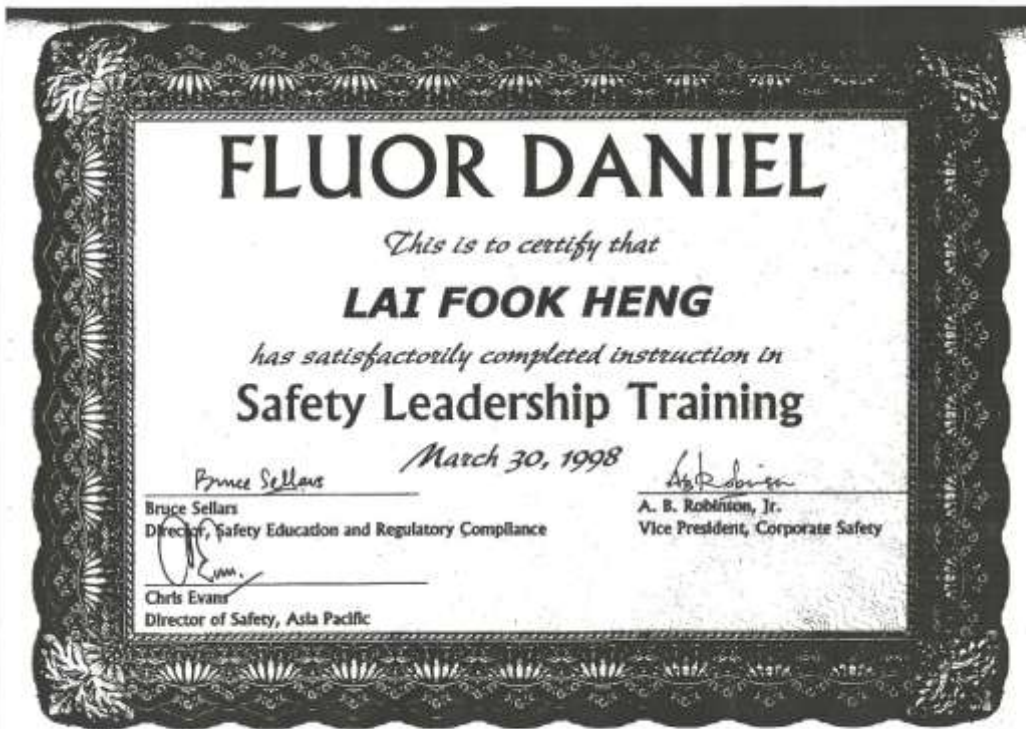 FLUOR DANIEL
This is to certify that
LAI FOOK HENG
has satisfactorily completed instruction in
Safety Leadership Training
March 30, 1998
Bruce Sellars
Bruce Sellars
Director, Safety Education and Regulatory Compliance
AB Robinson
A. B. Robinson, Jr.
Vice President, Corporate Safety
Chris Evans
Director of Safety, Asia Pacific